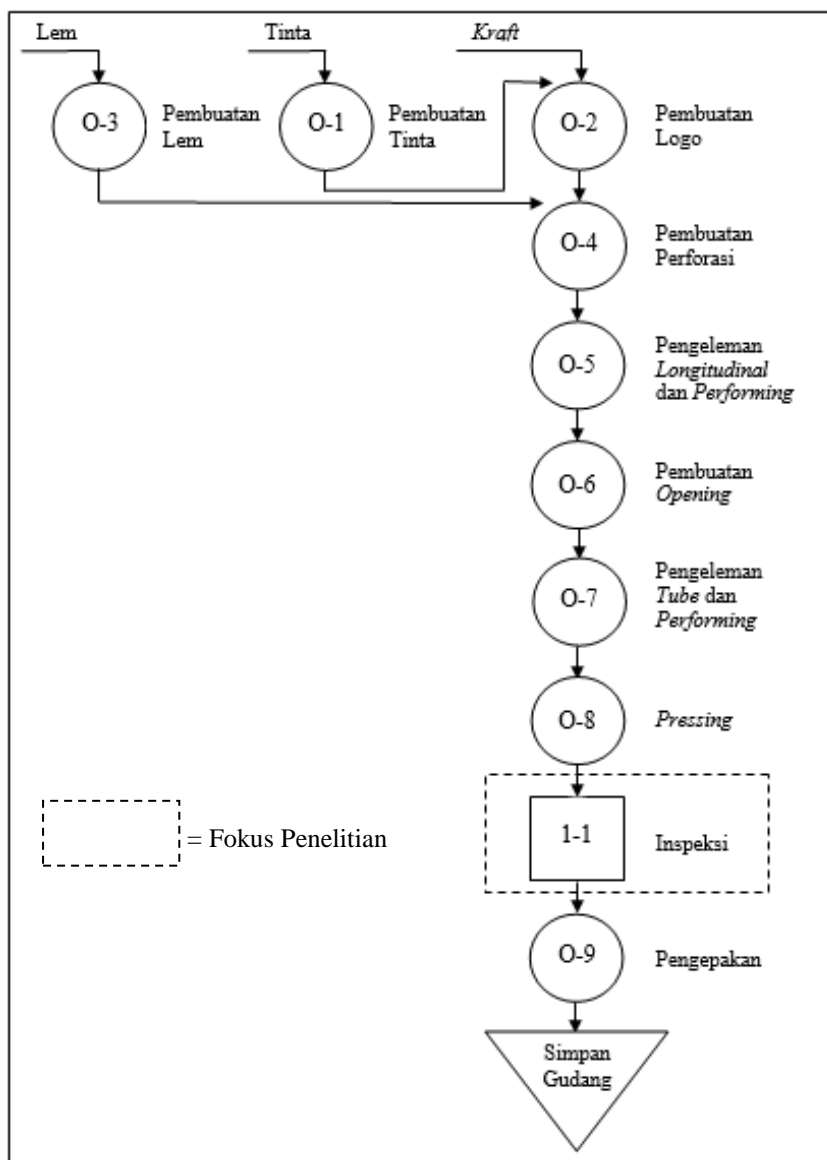 Lem
Tinta
Kraft
O-3
Pembuatan
Lem
O-1
Pembuatan
Tinta
O-2
Pembuatan
Logo
O-4
Pembuatan
Perforasi
O-5
Pengeleman
Longitudinal
dan Performing
O-6
Pembuatan
Opening
O-7
Pengeleman
Tube dan
Performing
O-8
Pressing
= Fokus Penelitian
1-1
Inspeksi
O-9
Pengepakan
Simpan
Gudang